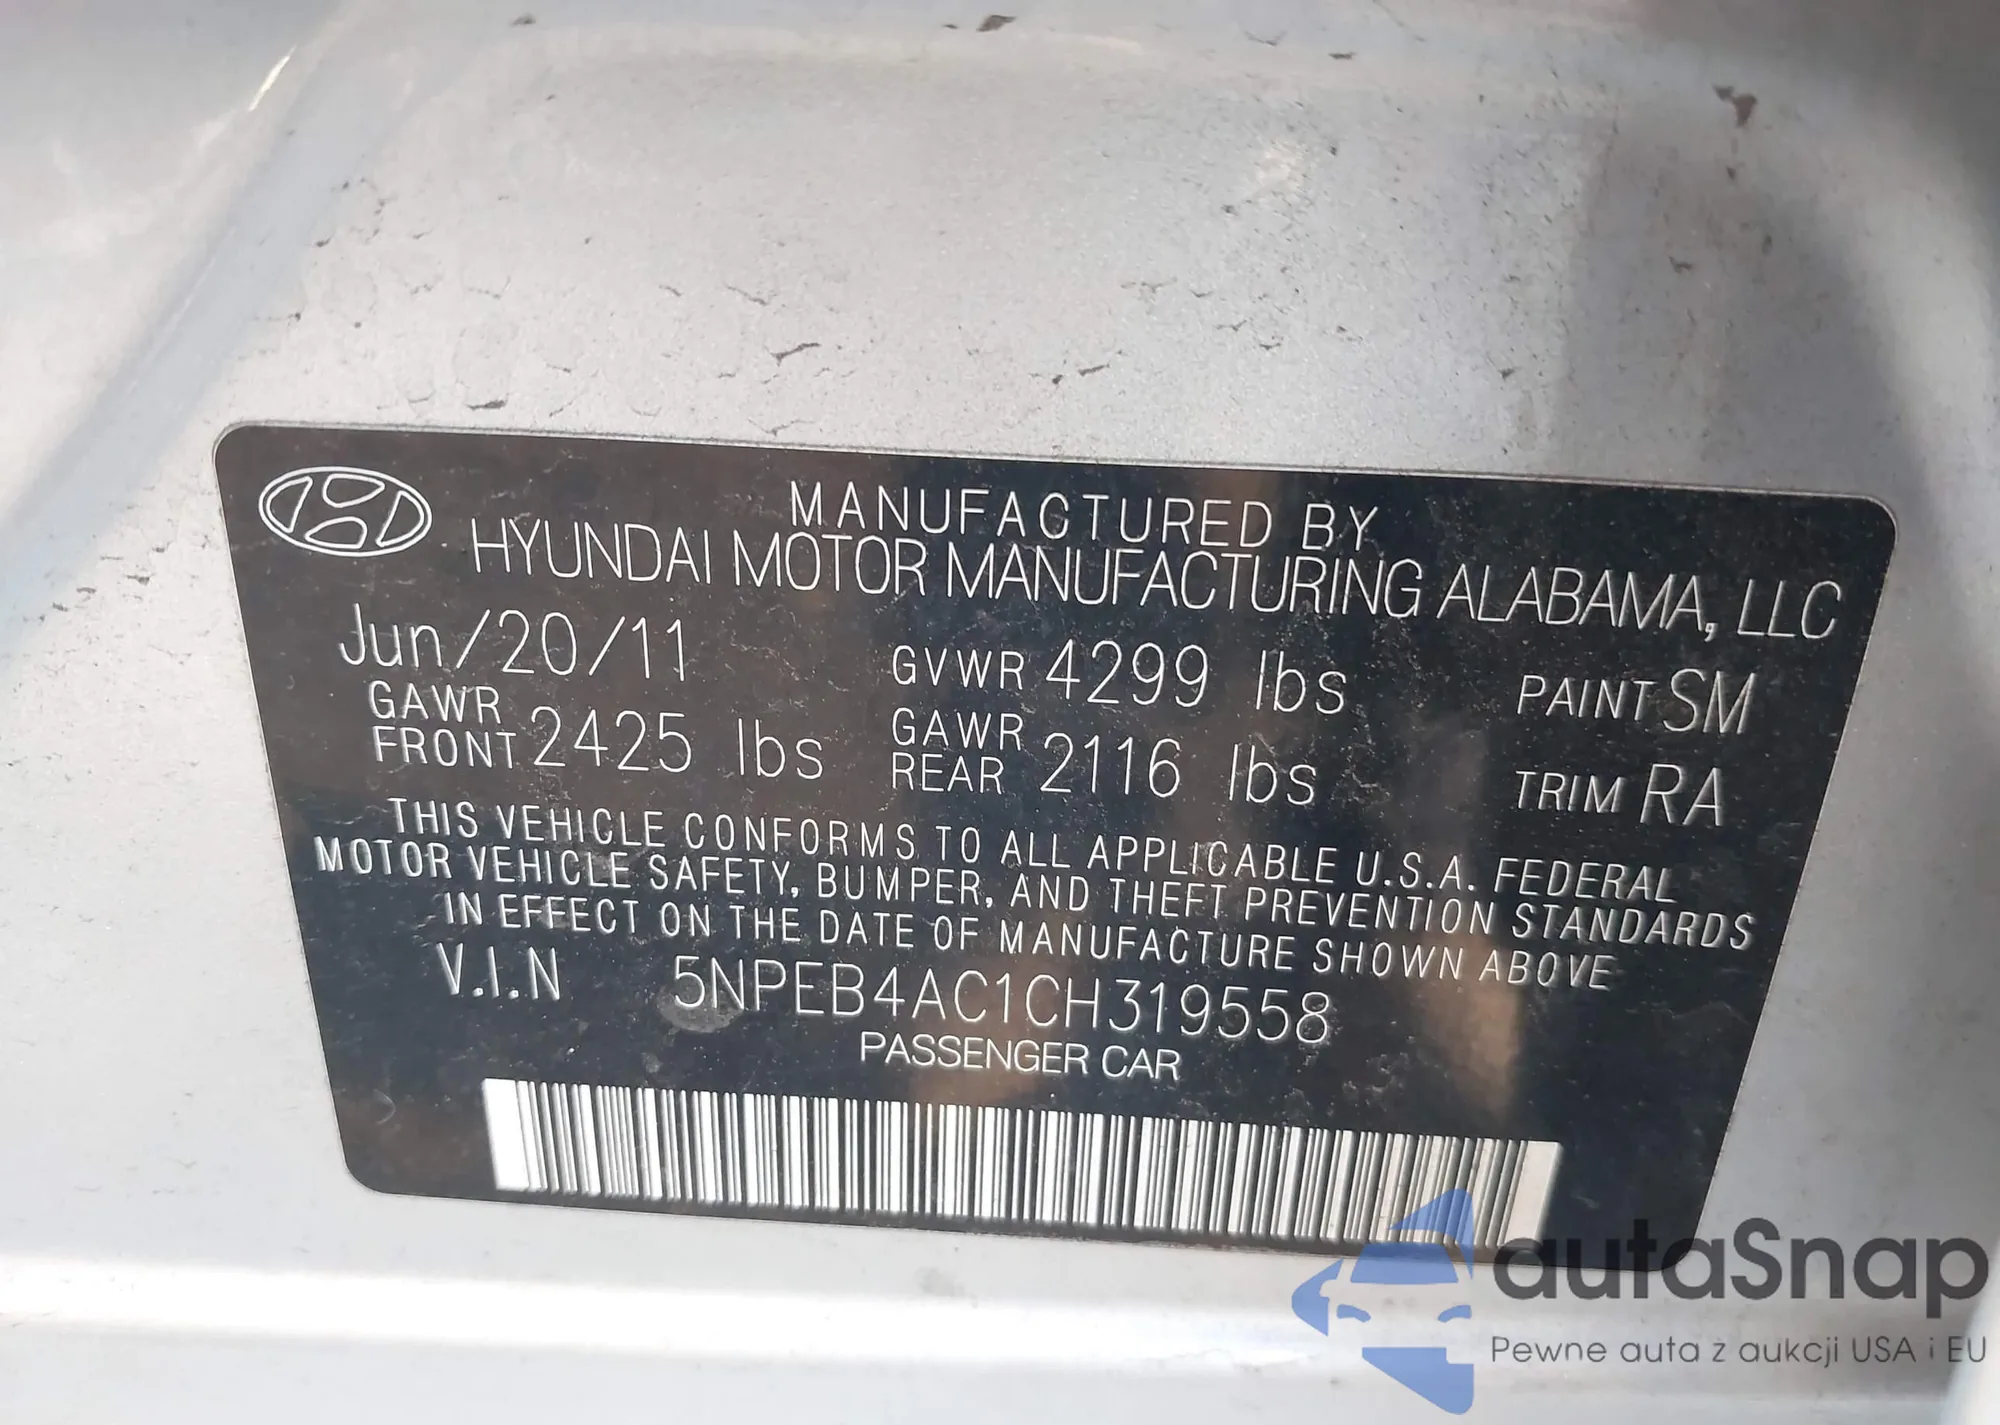 MANUFACTURED BY
HYUNDAI MOTOR MANUFACTURING ALABAMA, LLC
Jun/20/11 GVWR 4299 lbs PAINT SM
GAWR FRONT 2425 lbs GAWR REAR 2116 lbs TRIM RA
THIS VEHICLE CONFORMS TO ALL APPLICABLE U.S.A. FEDERAL
MOTOR VEHICLE SAFETY, BUMPER, AND THEFT PREVENTION STANDARDS
IN EFFECT ON THE DATE OF MANUFACTURE SHOWN ABOVE
V.I.N 5NPEB4AC1CH319558
PASSENGER CAR
autaSnap
Pewne auta z aukcji USA i EU